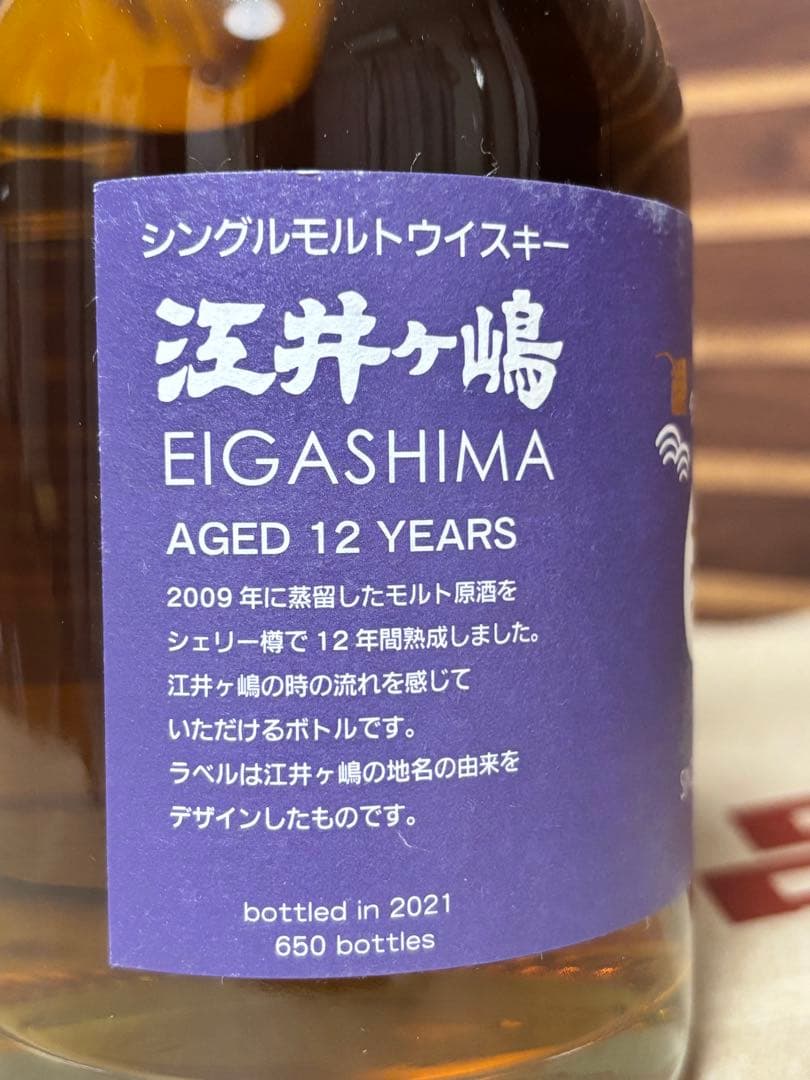 シングルモルトウイスキー
江井ヶ嶋
EIGASHIMA
AGED 12 YEARS
2009年に蒸留したモルト原酒を
シェリー樽で12年間熟成しました。
江井ヶ嶋の時の流れを感じて
いただけるボトルです。
ラベルは江井ヶ嶋の地名の由来を
デザインしたものです。
bottled in 2021
650 bottles